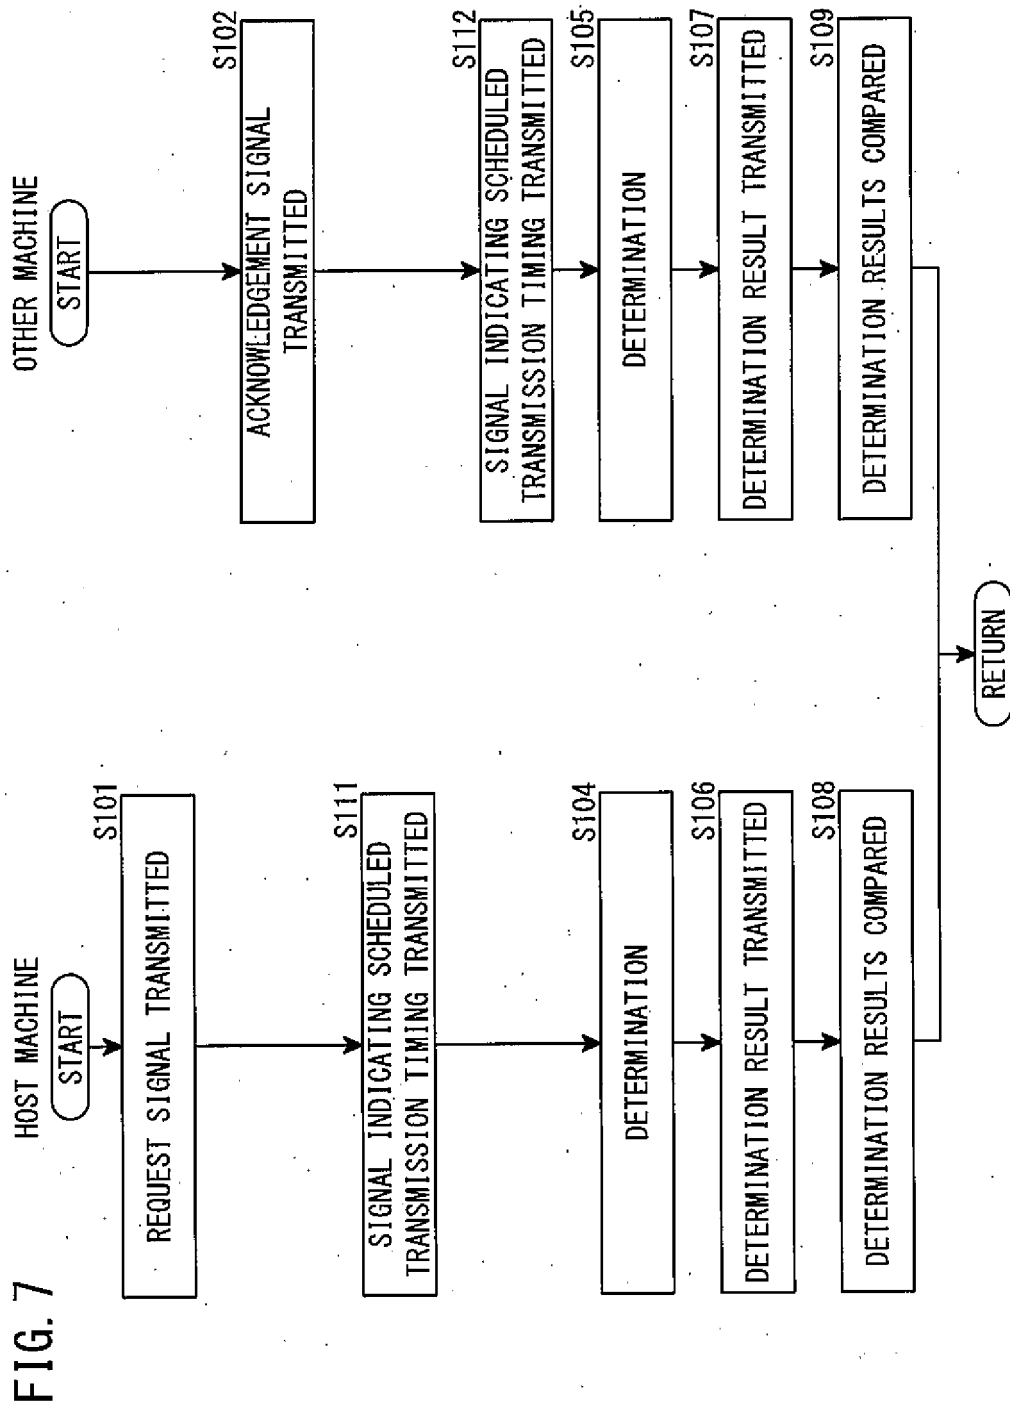 FIG. 7
HOST MACHINE
START
S101
REQUEST SIGNAL TRANSMITTED
S111
SIGNAL INDICATING SCHEDULED
TRANSMISSION TIMING TRANSMITTED
S104
DETERMINATION
S106
DETERMINATION RESULT TRANSMITTED
S108
DETERMINATION RESULTS COMPARED
OTHER MACHINE
START
S102
ACKNOWLEDGEMENT SIGNAL
TRANSMITTED
S112
SIGNAL INDICATING SCHEDULED
TRANSMISSION TIMING TRANSMITTED
S105
DETERMINATION
S107
DETERMINATION RESULT TRANSMITTED
S109
DETERMINATION RESULTS COMPARED
RETURN